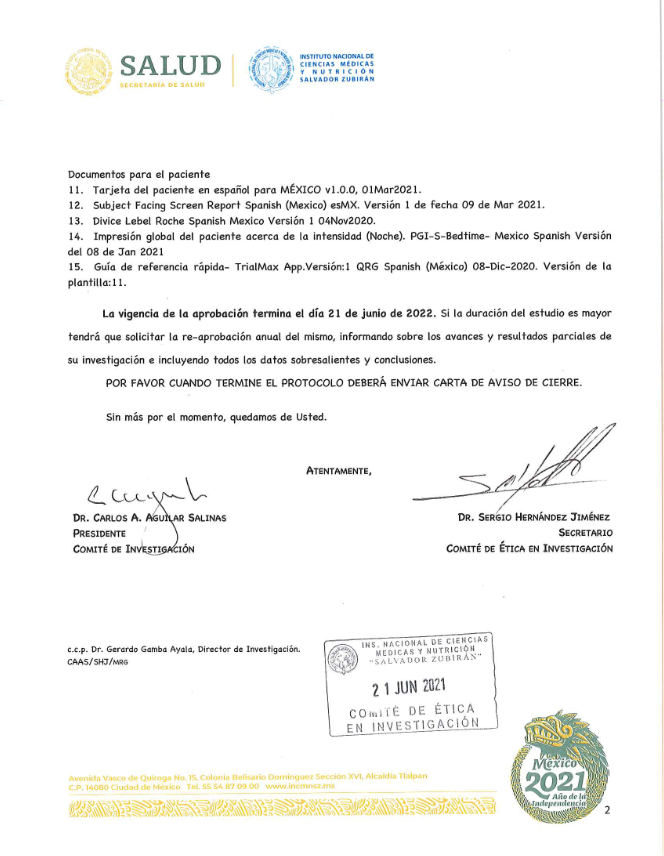 SALUD
SECRETARÍA DE SALUD
INSTITUTO NACIONAL DE
CIENCIAS MÉDICAS
Y NUTRICIÓN
SALVADOR ZUBIRÁN
Documentos para el paciente
11. Tarjeta del paciente en español para MÉXICO v1.0.0, 01Mar2021.
12. Subject Facing Screen Report Spanish (Mexico) esMX. Versión 1 de fecha 09 de Mar 2021.
13. Divice Lebel Roche Spanish Mexico Versión 1 04Nov2020.
14. Impresión global del paciente acerca de la intensidad (Noche). PGI-S-Bedtime- Mexico Spanish Versión
del 08 de Jan 2021
15. Guía de referencia rápida- TrialMax App.Versión:1 QRG Spanish (México) 08-Dic-2020. Versión de la
plantilla:11.
La vigencia de la aprobación termina el día 21 de junio de 2022. Si la duración del estudio es mayor
tendrá que solicitar la re-aprobación anual del mismo, informando sobre los avances y resultados parciales de
su investigación e incluyendo todos los datos sobresalientes y conclusiones.
POR FAVOR CUANDO TERMINE EL PROTOCOLO DEBERÁ ENVIAR CARTA DE AVISO DE CIERRE.
Sin más por el momento, quedamos de Usted.
ATENTAMENTE,
DR. CARLOS A. AGUILAR SALINAS
PRESIDENTE
COMITÉ DE INVESTIGACIÓN
DR. SERGIO HERNÁNDEZ JIMÉNEZ
SECRETARIO
COMITÉ DE ÉTICA EN INVESTIGACIÓN
c.c.p. Dr. Gerardo Gamba Ayala, Director de Investigación.
CAAS/SHJ/MRG
INS. NACIONAL DE CIENCIAS
MEDICAS Y NUTRICIÓN
"SALVADOR ZUBIRÁN"
21 JUN 2021
COMITÉ DE ÉTICA
EN INVESTIGACIÓN
Avenida Vasco de Quiroga No. 15, Colonia Belisario Domínguez Sección XVI, Alcaldía Tlalpan
C.P. 14080 Ciudad de México Tel. 55 54 87 09 00 www.incmnsz.mx
México
2021
Año de la
Independencia
2